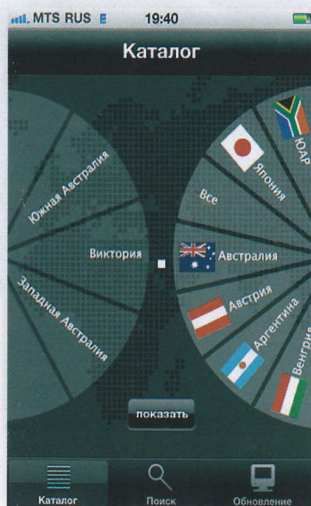 MTS RUS E 19:40
Каталог
Южная Австралия
Виктория
Западная Австралия
ЮАР
Япония
Все
Австралия
Австрия
Аргентина
Венгрия
показать
Каталог Поиск Обновление